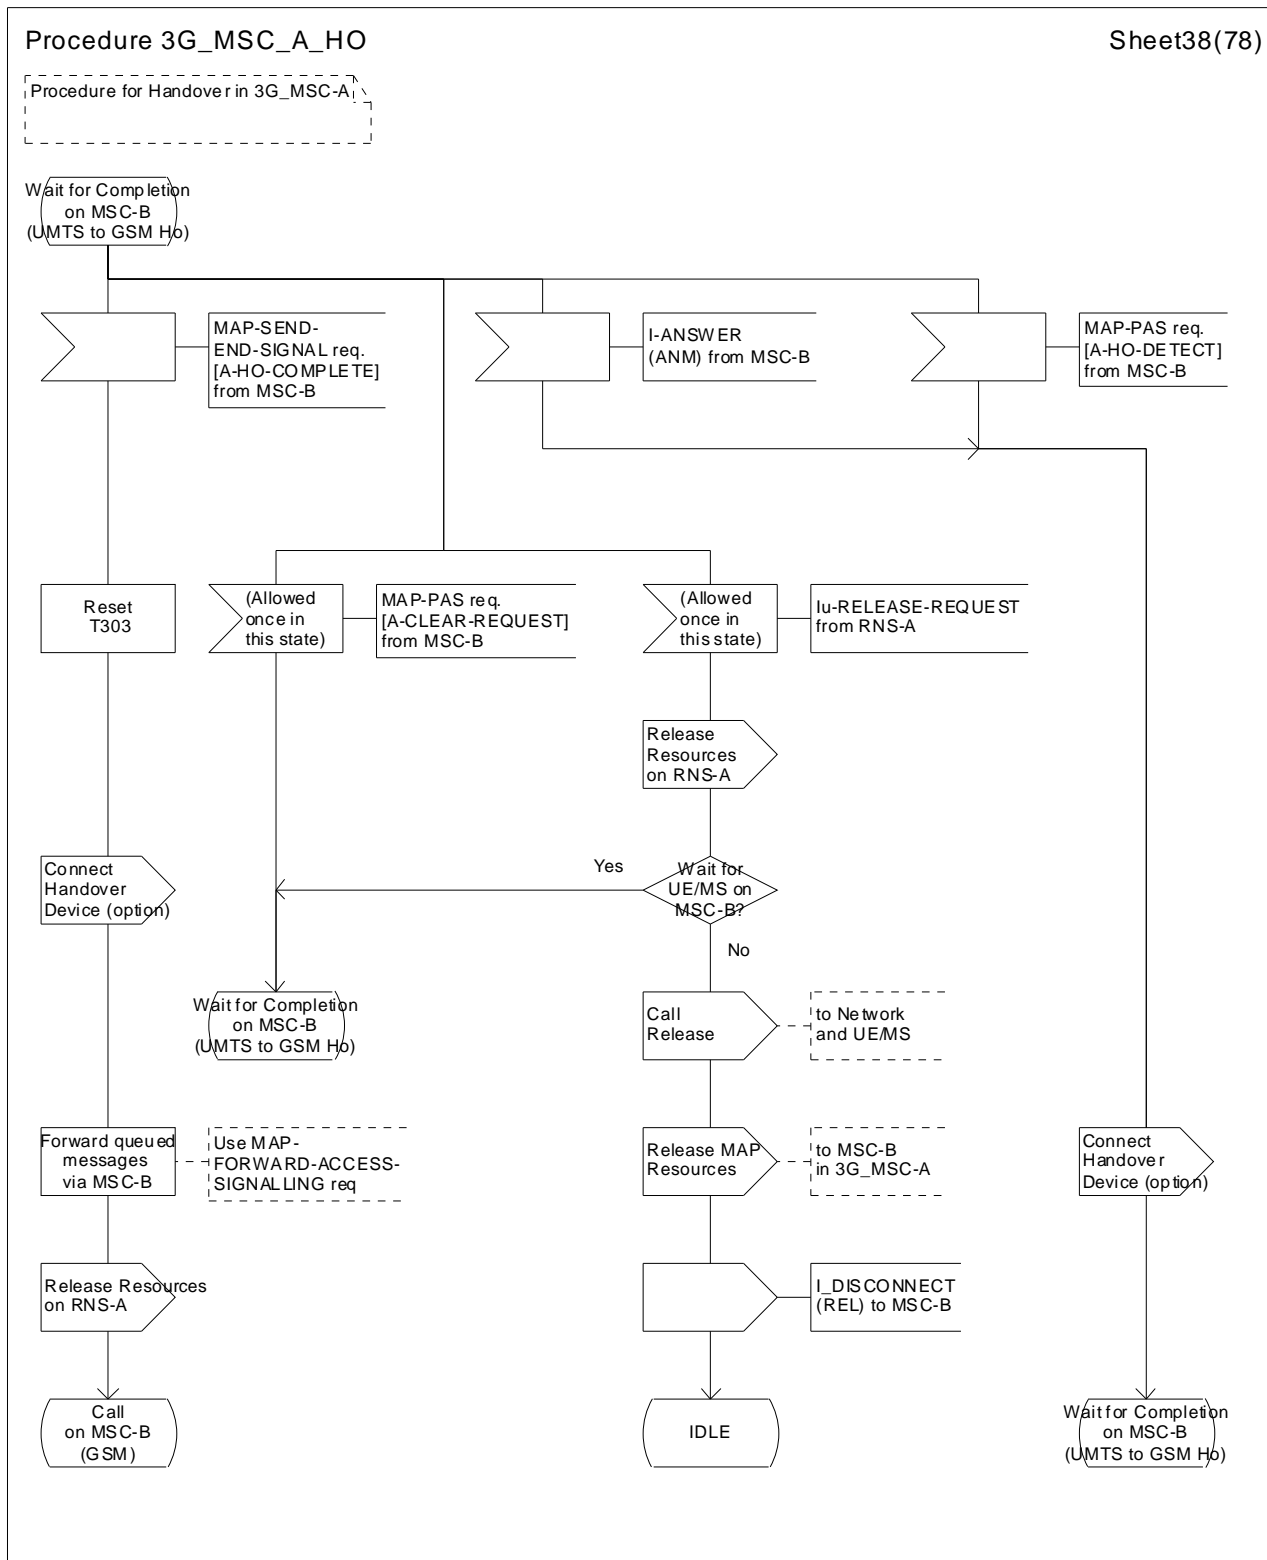 Procedure 3G_MSC_A_HO
Sheet38(78)
Procedure for Handover in 3G_MSC-A
Wait for Completion
on MSC-B
(UMTS to GSM Ho)
MAP-SEND-
END-SIGNAL req.
[A-HO-COMPLETE]
from MSC-B
I-ANSWER
(ANM) from MSC-B
MAP-PAS req.
[A-HO-DETECT]
from MSC-B
Reset
T303
(Allowed
once in
this state)
MAP-PAS req.
[A-CLEAR-REQUEST]
from MSC-B
(Allowed
once in
this state)
Iu-RELEASE-REQUEST
from RNS-A
Release
Resources
on RNS-A
Connect
Handover
Device (option)
Yes
Wait for
UE/MS on
MSC-B?
No
Wait for Completion
on MSC-B
(UMTS to GSM Ho)
Call
Release
to Network
and UE/MS
Forward queued
messages
via MSC-B
Use MAP-
FORWARD-ACCESS-
SIGNALLING req
Release MAP
Resources
to MSC-B
in 3G_MSC-A
Connect
Handover
Device (option)
Release Resources
on RNS-A
I_DISCONNECT
(REL) to MSC-B
Call
on MSC-B
(GSM)
IDLE
Wait for Completion
on MSC-B
(UMTS to GSM Ho)